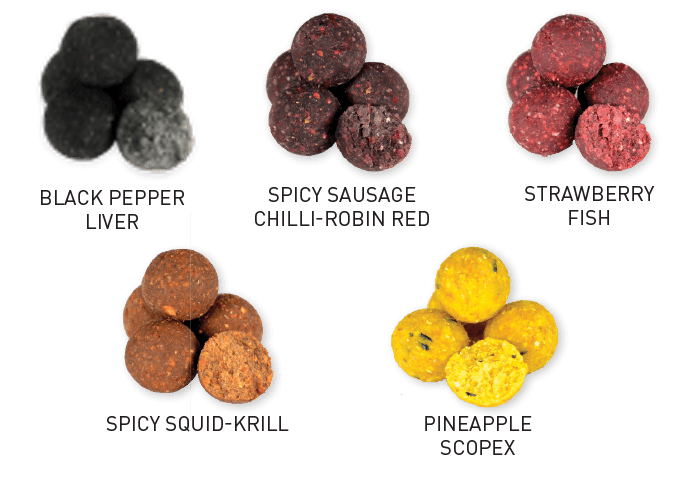 BLACK PEPPER
LIVER
SPICY SAUSAGE
CHILLI-ROBIN RED
STRAWBERRY
FISH
SPICY SQUID-KRILL
PINEAPPLE
SCOPEX